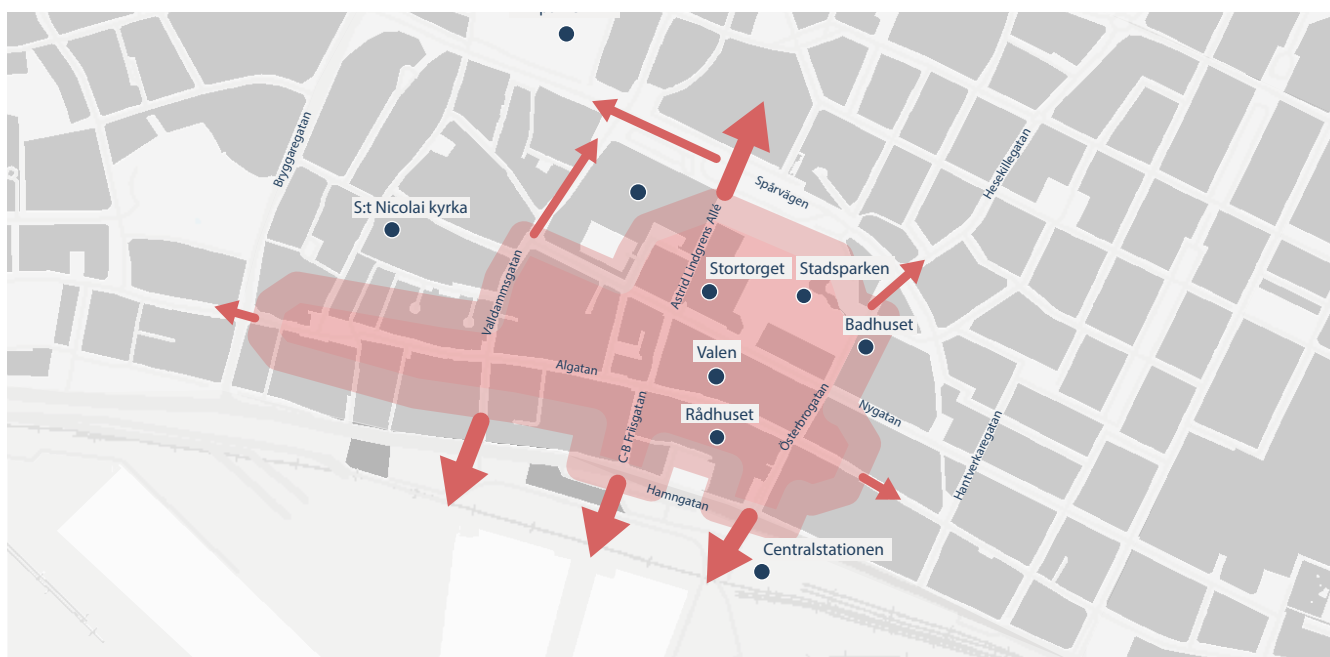 Bryggaregatan
S:t Nicolai kyrka
Valldammsgatan
Astrid Lindgrens Allé
Spårvägen
Hesekillegatan
Stortorget
Stadsparken
Badhuset
Valen
Algatan
Rådhuset
C-B Friisgatan
Österbrogatan
Nygatan
Hantverkaregatan
Hamngatan
Centralstationen